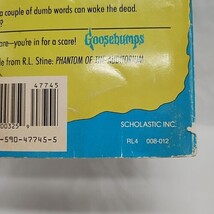 a couple of dumb words can wake the dead.
?
are—you're in for a scare! Goosebumps
le from R.L. Stine: PHANTOM OF THE AUDITORIUM
47745
00325
-590-47745-5
SCHOLASTIC INC.
RL4 008-012